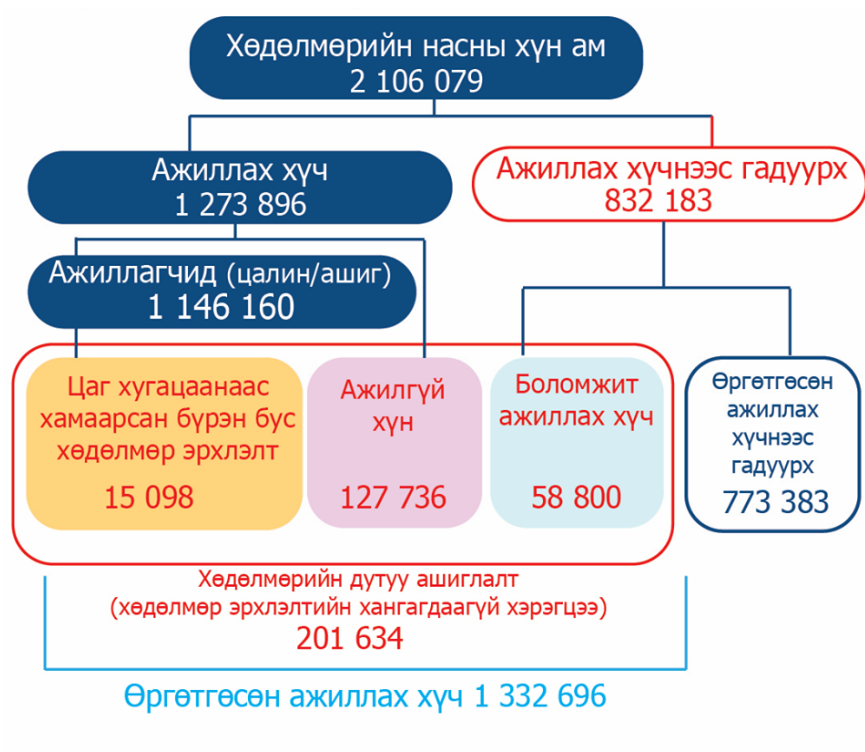 Хөдөлмөрийн насны хүн ам
2 106 079
Ажиллах хүч
1 273 896
Ажиллах хүчнээс гадуурх
832 183
Ажиллагчид (цалин/ашиг)
1 146 160
Цаг хугацаанаас
хамаарсан бүрэн бус
хөдөлмөр эрхлэлт
15 098
Ажилгүй
хүн
127 736
Боломжит
ажиллах хүч
58 800
Өргөтгөсөн
ажиллах
хүчнээс
гадуурх
773 383
Хөдөлмөрийн дутуу ашиглалт
(хөдөлмөр эрхлэлтийн хангагдаагүй хэрэгцээ)
201 634
Өргөтгөсөн ажиллах хүч 1 332 696